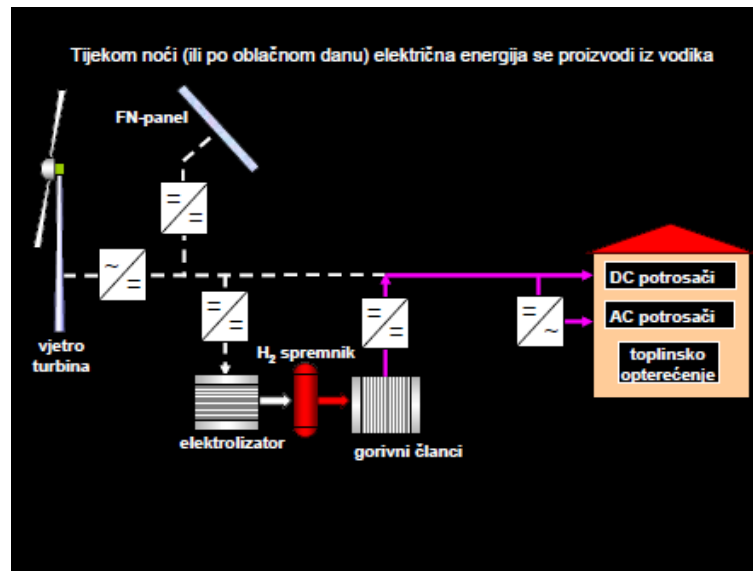 Tijekom noći (ili po oblačnom danu) električna energija se proizvodi iz vodika
FN-panel
=
=
~
=
=
=
=
=
=
~
DC potrosači
AC potrosači
toplinsko
opterećenje
vjetro
turbina
H₂ spremnik
elektrolizator
gorivni članci